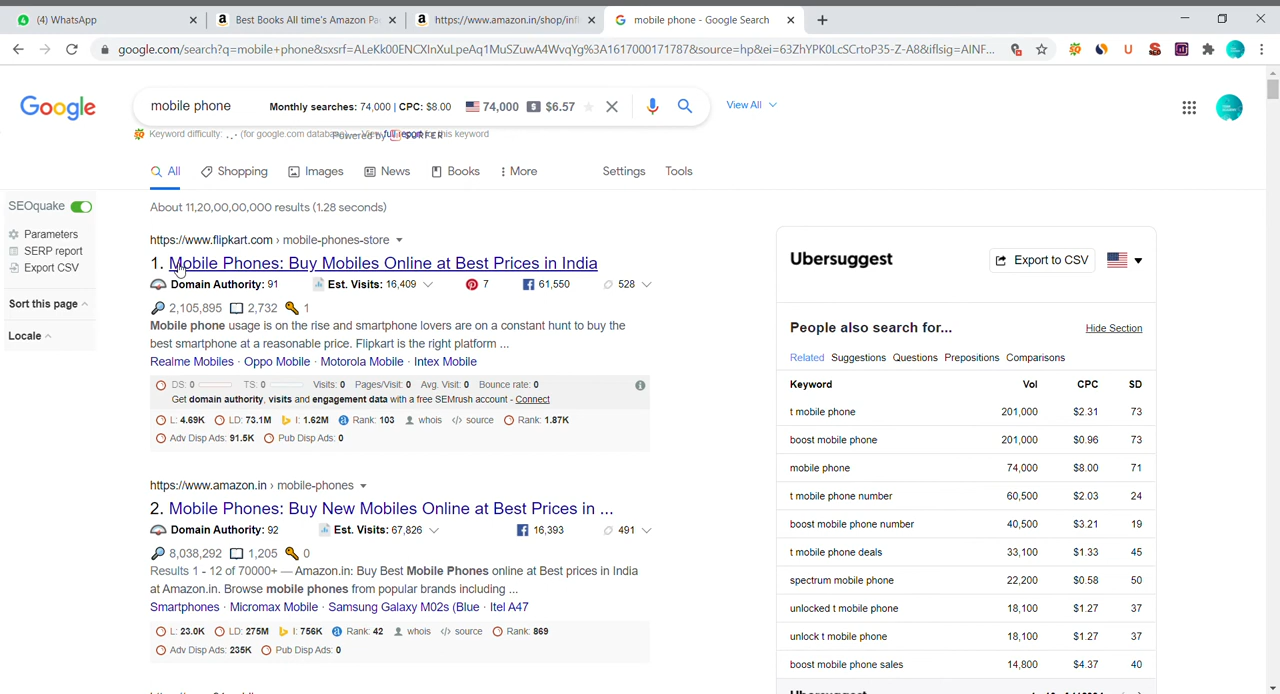 (4) WhatsApp
Best Books All time's Amazon Pa
https://www.amazon.in/shop/infl
mobile phone - Google Search
google.com/search?q=mobile+phone&sxsrf=ALeKk00ENCXInXuLpeAq1MuSZuwA4WvqYg%3A1617000171787&source=hp&ei=63ZhYPK0LcSCrtoP35-Z-A8&iflsig=AINF...
Google
mobile phone
Monthly searches: 74,000 | CPC: $8.00
74,000
$6.57
View All
Keyword difficulty: (for google.com database)
Powered by SURFER
full report for this keyword
All
Shopping
Images
News
Books
More
Settings
Tools
SEOquake
Parameters
SERP report
Export CSV
Sort this page
Locale
About 11,20,00,00,000 results (1.28 seconds)
https://www.flipkart.com › mobile-phones-store
1. Mobile Phones: Buy Mobiles Online at Best Prices in India
Domain Authority: 91 Est. Visits: 16,409 7 61,550 528
2,105,895 2,732 1
Mobile phone usage is on the rise and smartphone lovers are on a constant hunt to buy the
best smartphone at a reasonable price. Flipkart is the right platform ...
Realme Mobiles · Oppo Mobile · Motorola Mobile · Intex Mobile
DS: 0 TS: 0 Visits: 0 Pages/Visit: 0 Avg. Visit: 0 Bounce rate: 0
Get domain authority, visits and engagement data with a free SEMrush account - Connect
L: 4.69K LD: 73.1M I: 1.62M Rank: 103 whois </> source Rank: 1.87K
Adv Disp Ads: 91.5K Pub Disp Ads: 0
https://www.amazon.in › mobile-phones
2. Mobile Phones: Buy New Mobiles Online at Best Prices in ...
Domain Authority: 92 Est. Visits: 67,826 16,393 491
8,038,292 1,205 0
Results 1 - 12 of 70000+ — Amazon.in: Buy Best Mobile Phones online at Best prices in India
at Amazon.in. Browse mobile phones from popular brands including ...
Smartphones · Micromax Mobile · Samsung Galaxy M02s (Blue · Itel A47
L: 23.0K LD: 275M I: 756K Rank: 42 whois </> source Rank: 869
Adv Disp Ads: 235K Pub Disp Ads: 0
Ubersuggest
Export to CSV
People also search for...
Hide Section
Related Suggestions Questions Prepositions Comparisons
Keyword Vol CPC SD
t mobile phone 201,000 $2.31 73
boost mobile phone 201,000 $0.96 73
mobile phone 74,000 $8.00 71
t mobile phone number 60,500 $2.03 24
boost mobile phone number 40,500 $3.21 19
t mobile phone deals 33,100 $1.33 45
spectrum mobile phone 22,200 $0.58 50
unlocked t mobile phone 18,100 $1.27 37
unlock t mobile phone 18,100 $1.27 37
boost mobile phone sales 14,800 $4.37 40
Ubersuggest